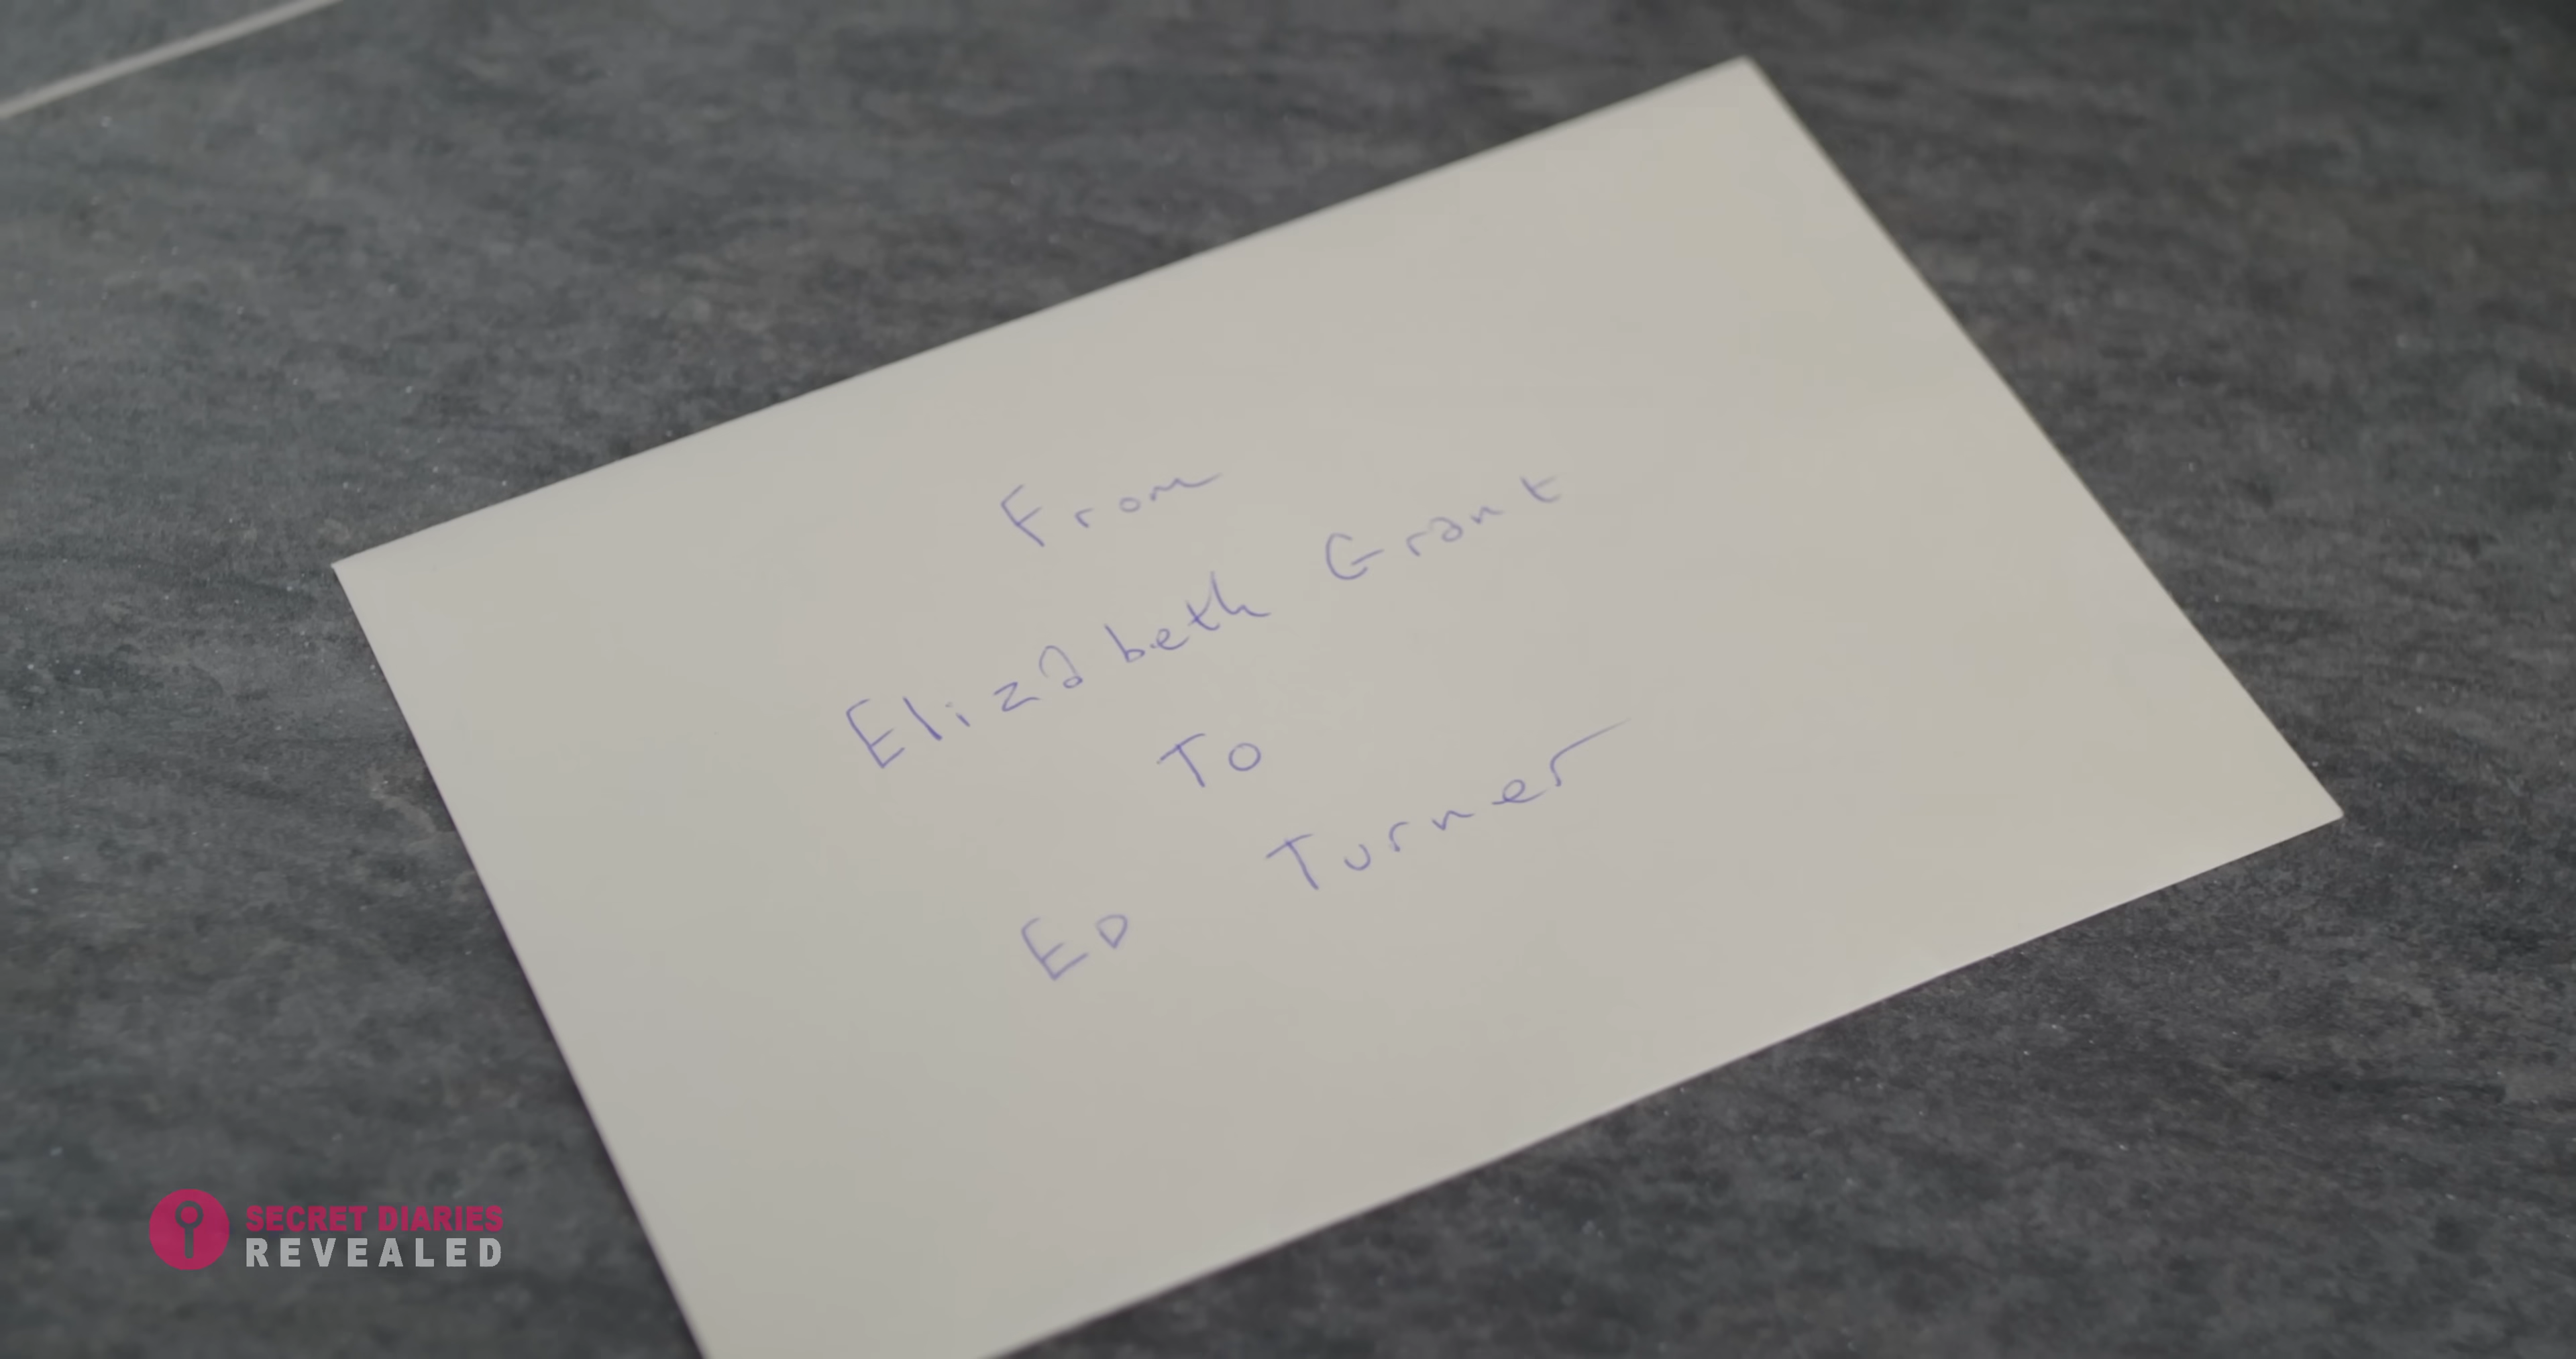 From
Elizabeth Grant
To
ED Turner
SECRET DIARIES
REVEALED